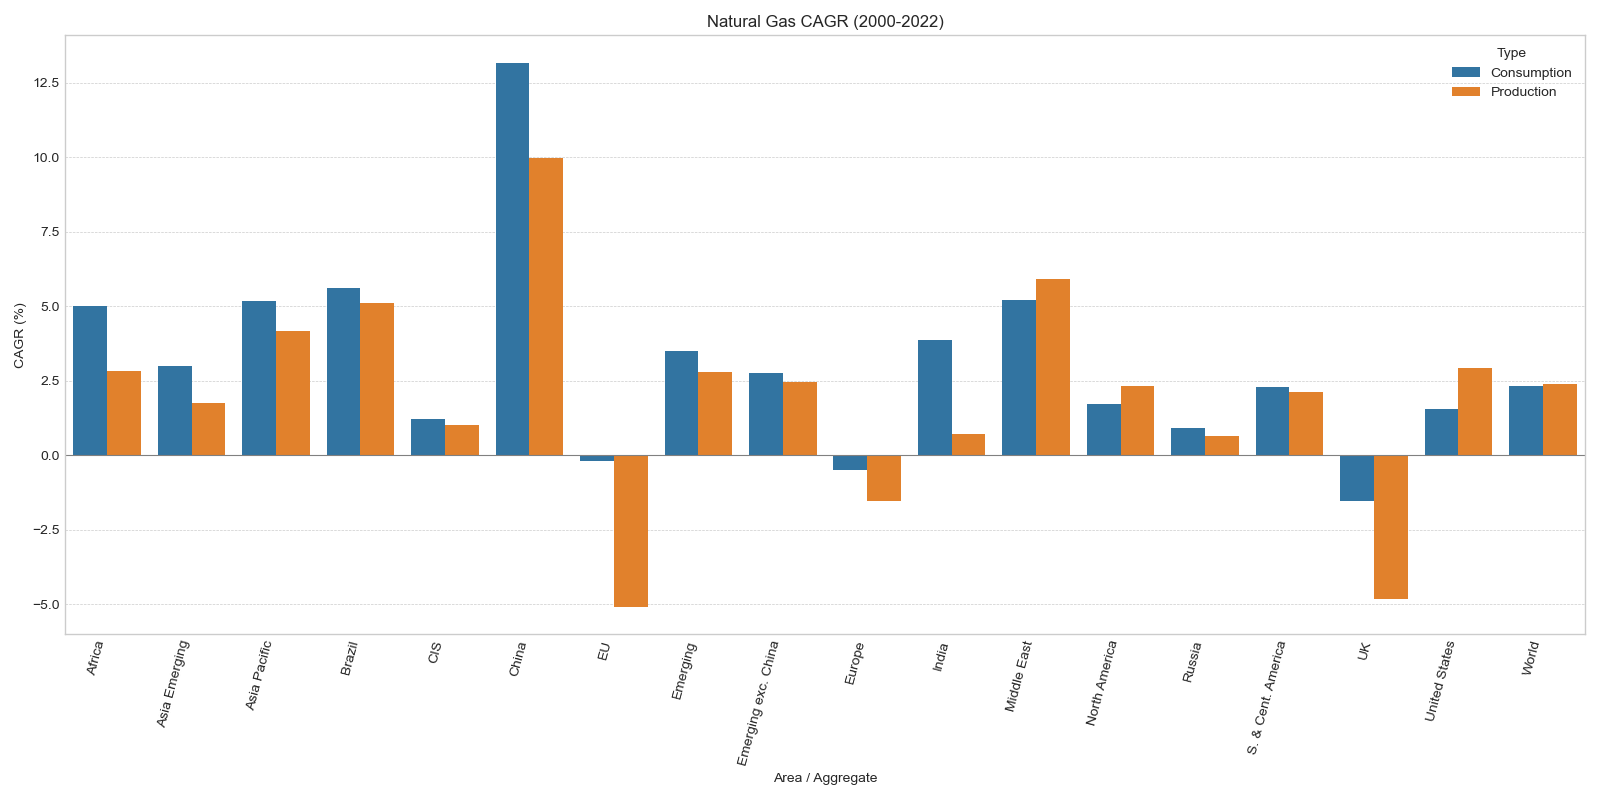 Natural Gas CAGR (2000-2022)
Type
Consumption
Production
CAGR (%)
12.5
10.0
7.5
5.0
2.5
0.0
−2.5
−5.0
Africa
Asia Emerging
Asia Pacific
Brazil
CIS
China
EU
Emerging
Emerging exc. China
Europe
India
Middle East
North America
Russia
S. & Cent. America
UK
United States
World
Area / Aggregate